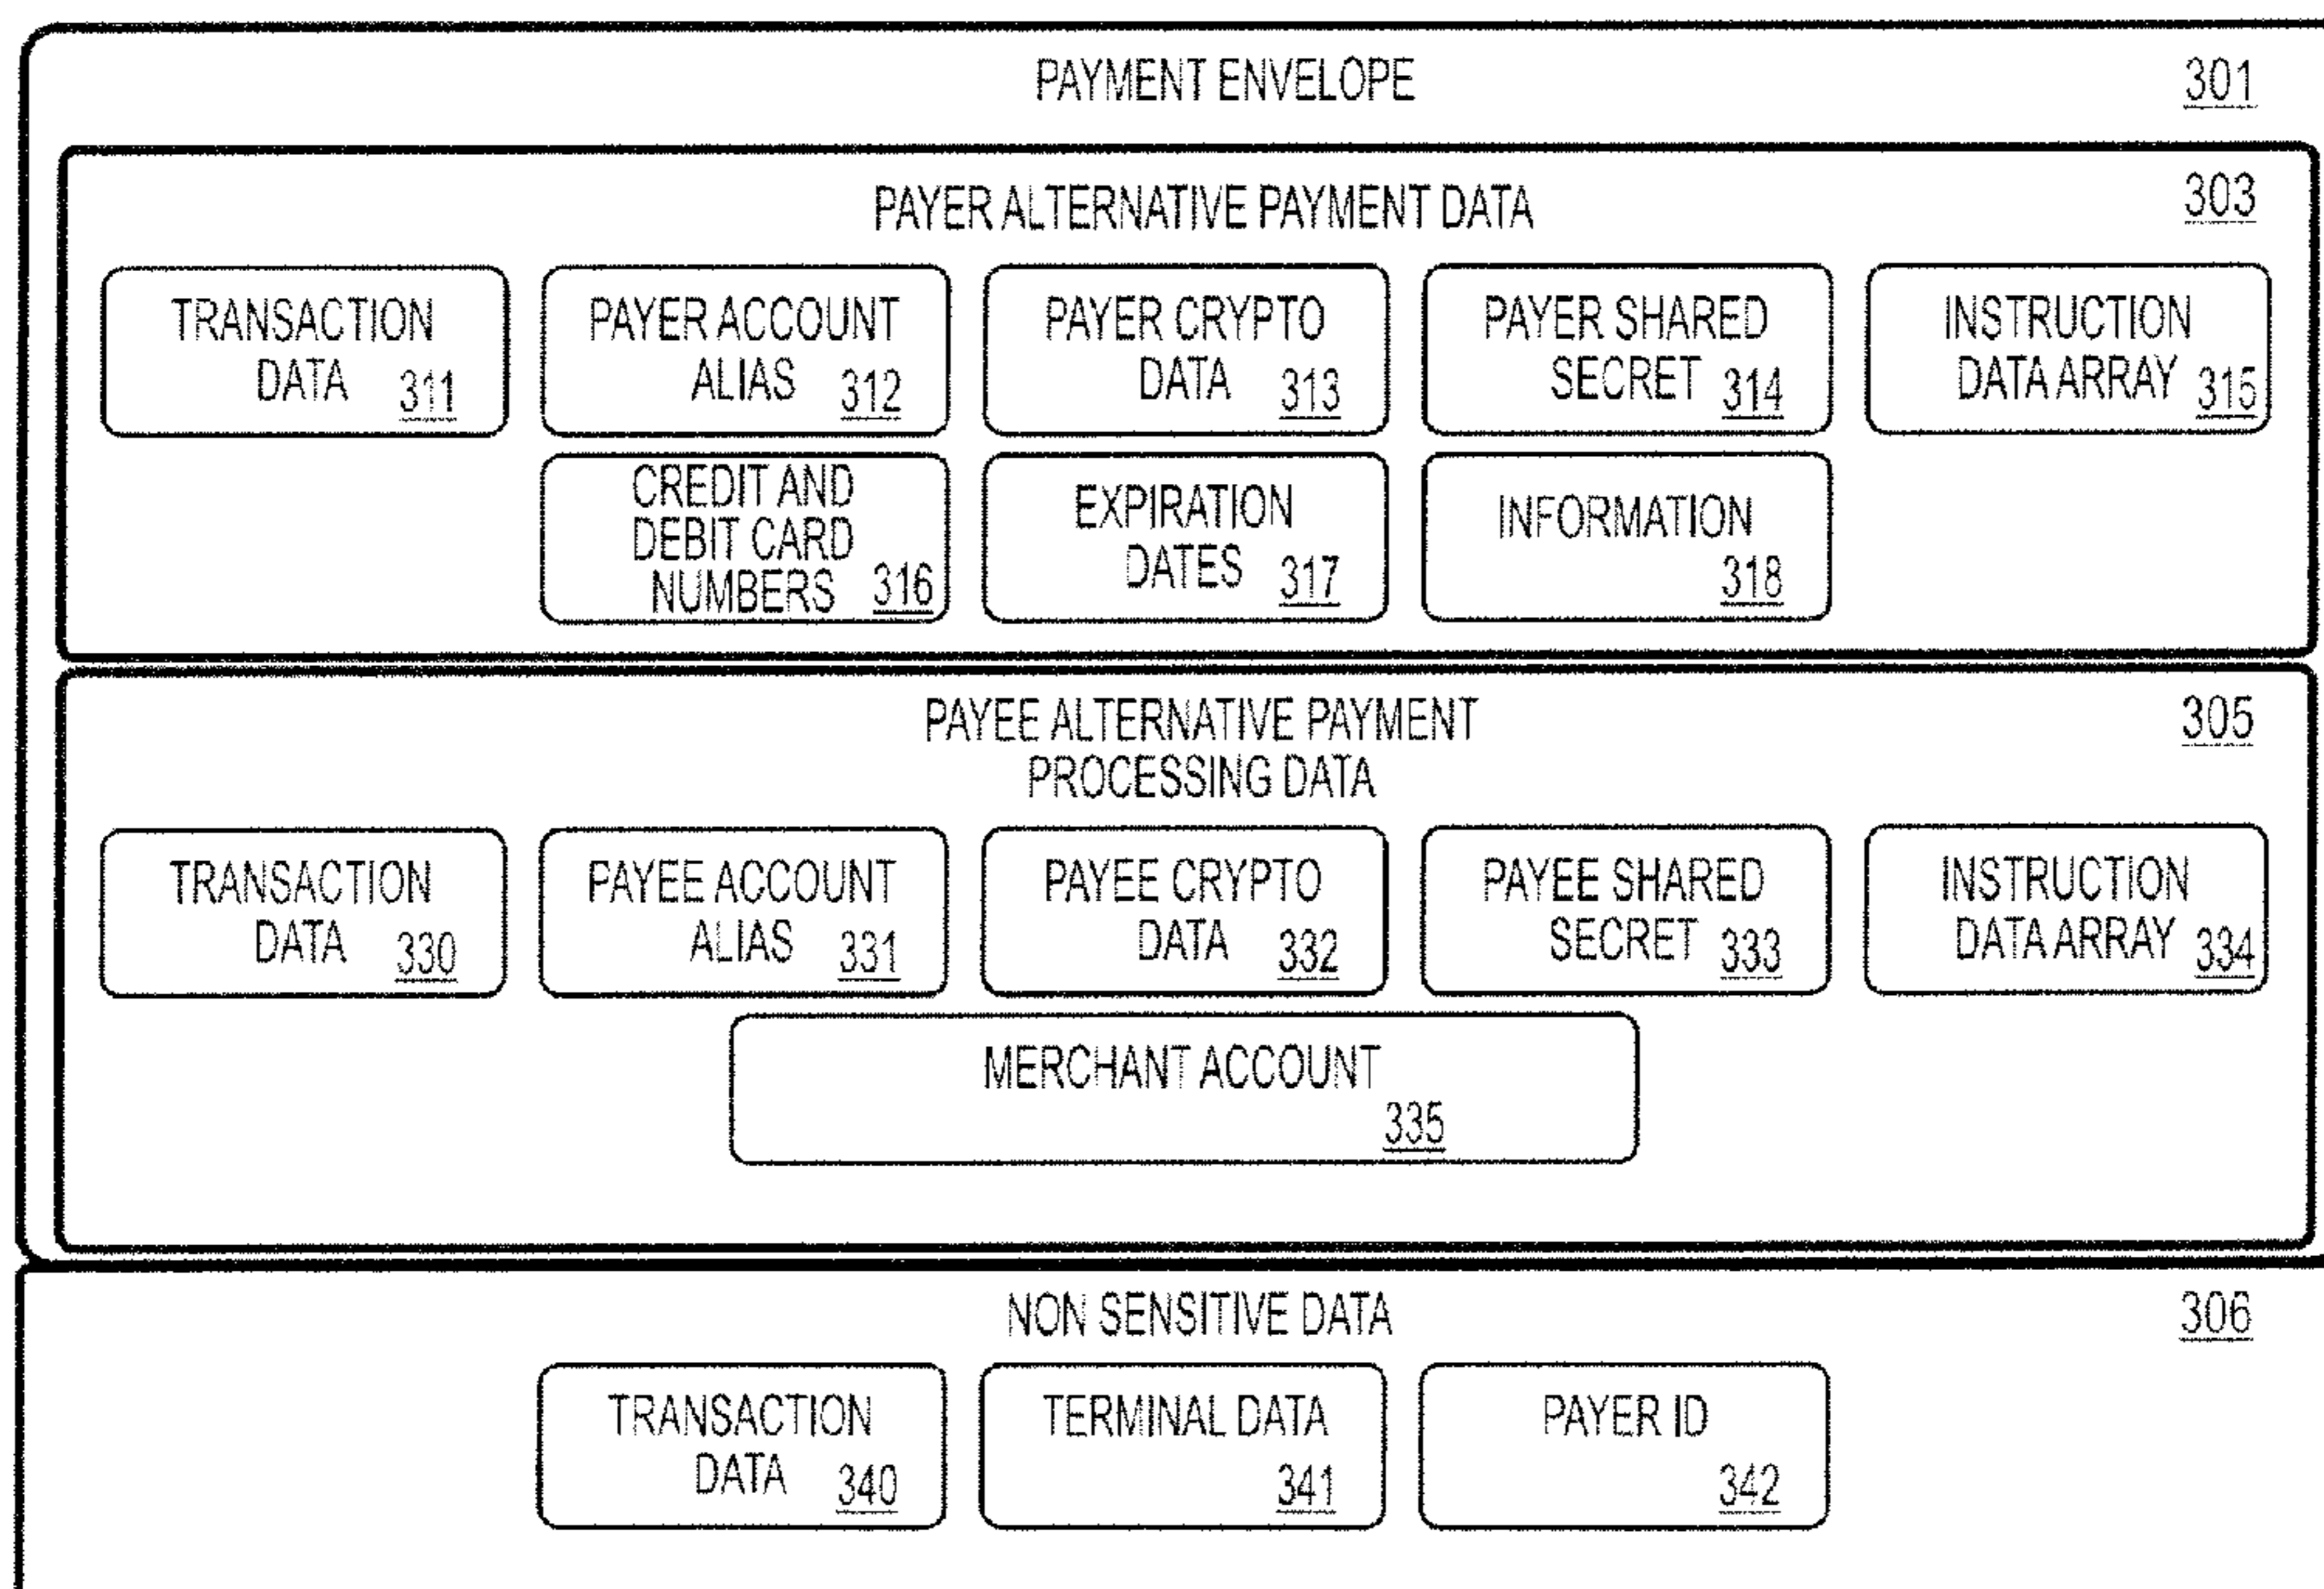 PAYMENT ENVELOPE 301
PAYER ALTERNATIVE PAYMENT DATA 303
TRANSACTION
DATA 311
PAYER ACCOUNT
ALIAS 312
PAYER CRYPTO
DATA 313
PAYER SHARED
SECRET 314
INSTRUCTION
DATA ARRAY 315
CREDIT AND
DEBIT CARD
NUMBERS 316
EXPIRATION
DATES 317
INFORMATION
318
PAYEE ALTERNATIVE PAYMENT 305
PROCESSING DATA
TRANSACTION
DATA 330
PAYEE ACCOUNT
ALIAS 331
PAYEE CRYPTO
DATA 332
PAYEE SHARED
SECRET 333
INSTRUCTION
DATA ARRAY 334
MERCHANT ACCOUNT
335
NON SENSITIVE DATA 306
TRANSACTION
DATA 340
TERMINAL DATA
341
PAYER ID
342